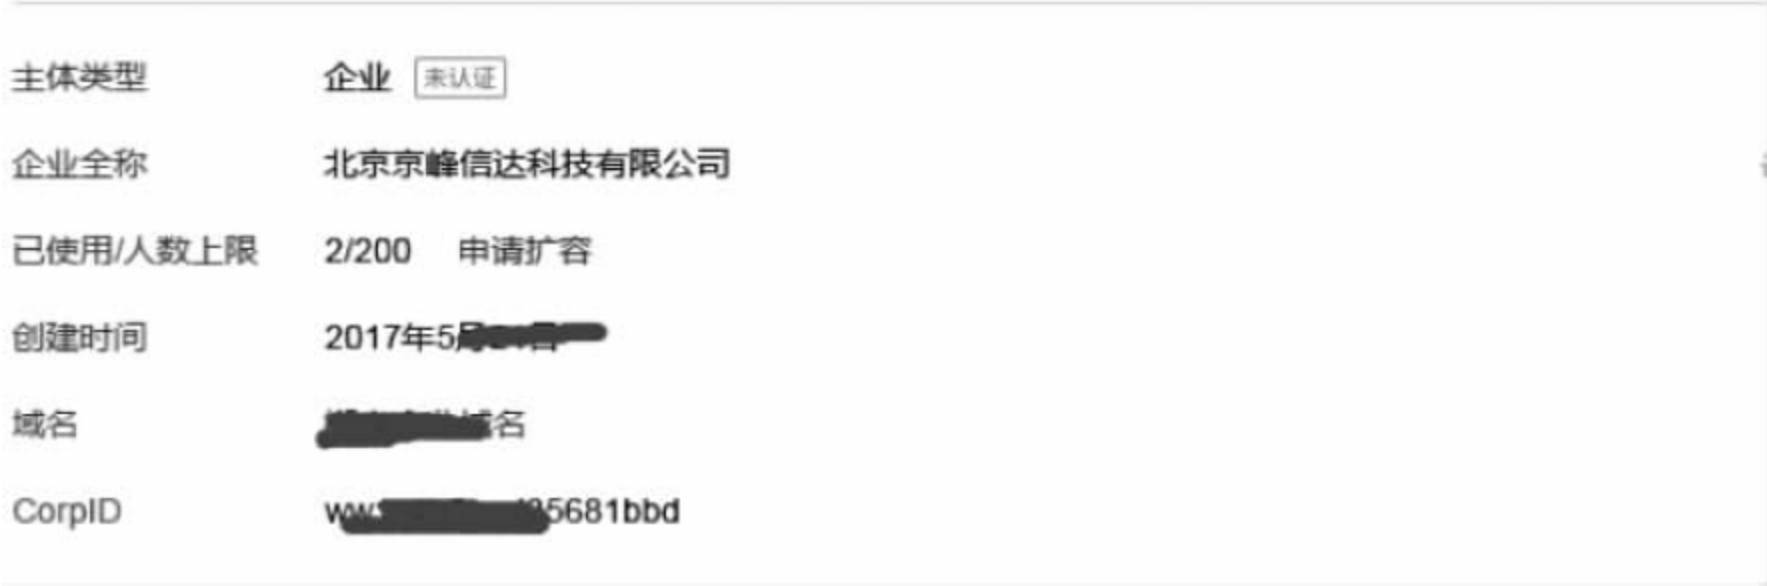 主体类型 企业 未认证
企业全称 北京京峰信达科技有限公司
已使用/人数上限 2/200 申请扩容
创建时间 2017年5月
域名 名
CorpID ww 5681bbd